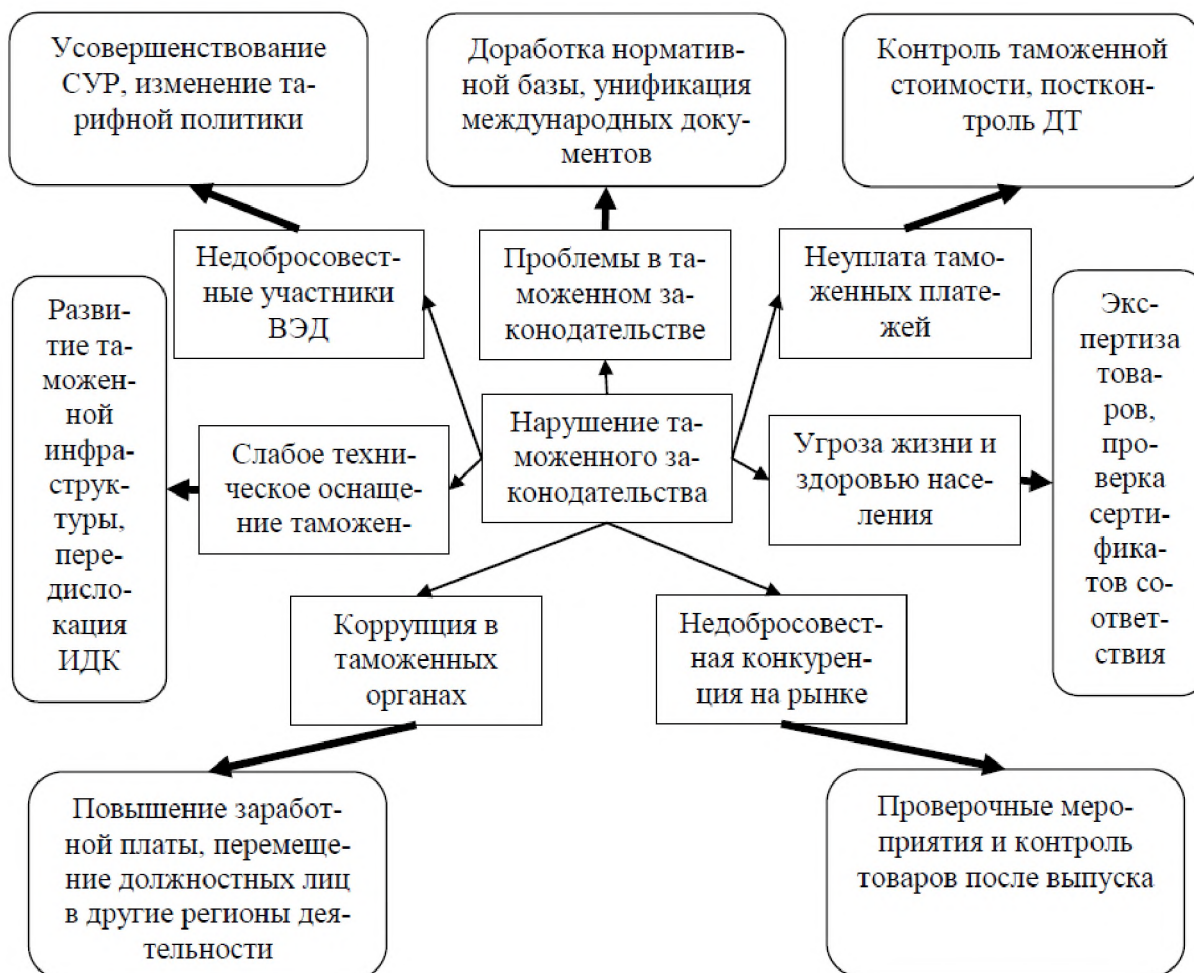 Усовершенствование
СУР, изменение та-
рифной политики
Доработка норматив-
ной базы, унификация
международных доку-
ментов
Контроль таможенной
стоимости, посткон-
троль ДТ
Недобросовест-
ные участники
ВЭД
Проблемы в та-
моженном за-
конодательстве
Неуплата тамо-
женных плате-
жей
Разви-
тие та-
можен-
ной
инфра-
струк-
туры,
пере-
дисло-
кация
ИДК
Слабое техни-
ческое оснаще-
ние таможен-
Нарушение та-
моженного за-
конодательства
Угроза жизни и
здоровью насе-
ления
Экс-
пертиза
това-
ров,
про-
верка
серти-
фика-
тов со-
ответ-
ствия
Коррупция в
таможенных
органах
Недобросовест-
ная конкурен-
ция на рынке
Повышение заработ-
ной платы, перемеще-
ние должностных лиц
в другие регионы дея-
тельности
Проверочные меро-
приятия и контроль
товаров после выпуска